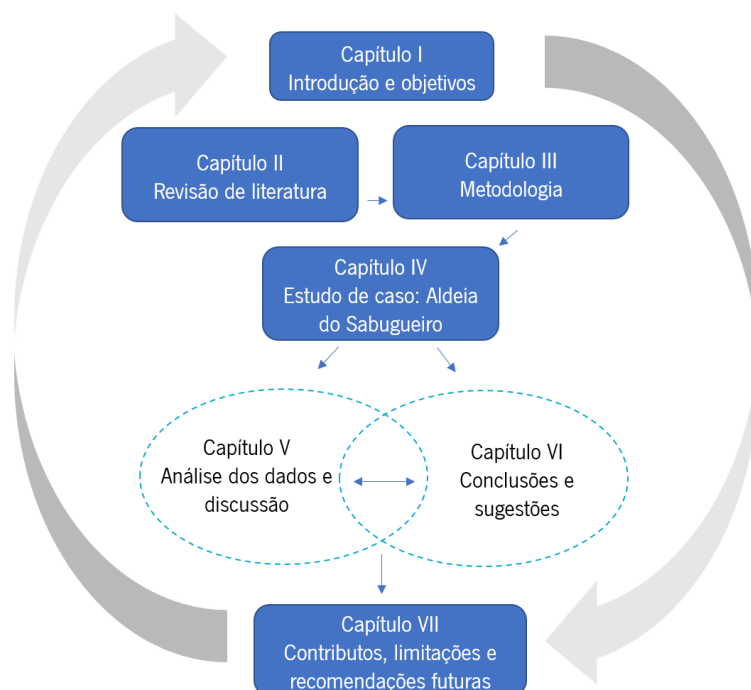 Capítulo I
Introdução e objetivos
Capítulo II
Revisão de literatura
Capítulo III
Metodologia
Capítulo IV
Estudo de caso: Aldeia
do Sabugueiro
Capítulo V
Análise dos dados e
discussão
Capítulo VI
Conclusões e
sugestões
Capítulo VII
Contributos, limitações e
recomendações futuras